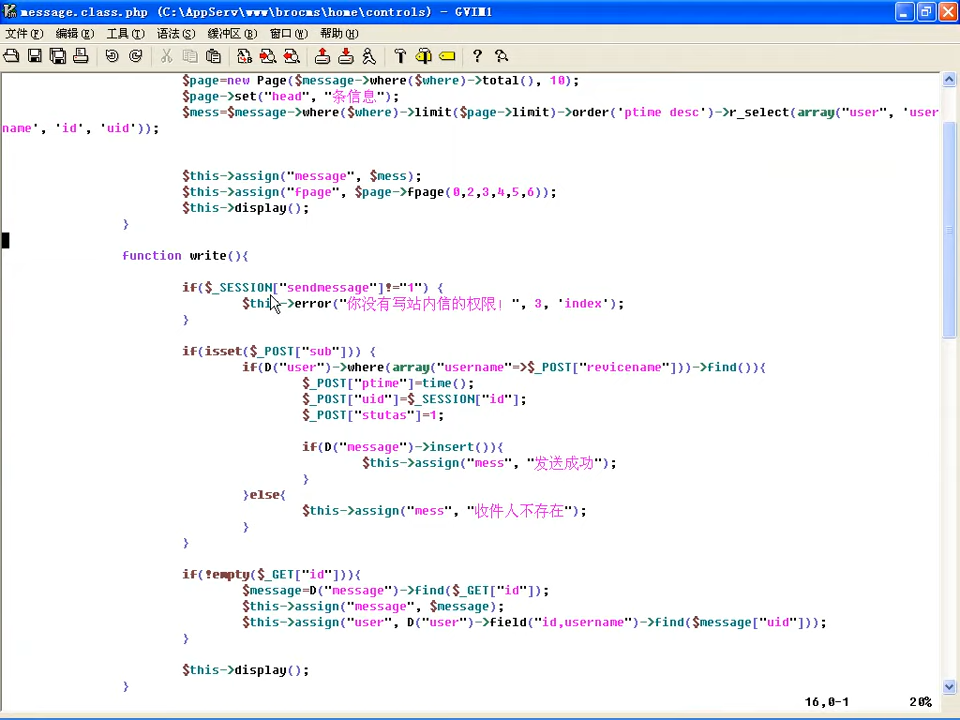 message.class.php (C:\AppServ\www\brocms\home\controls) - GVIM1
文件(F) 编辑(E) 工具(T) 语法(S) 缓冲区(B) 窗口(W) 帮助(H)
$page=new Page($message->where($where)->total(), 10);
$page->set("head", "条信息");
$mess=$message->where($where)->limit($page->limit)->order('ptime desc')->r_select(array("user", 'user
name', 'id', 'uid'));
$this->assign("message", $mess);
$this->assign("fpage", $page->fpage(0,2,3,4,5,6));
$this->display();
}
function write(){
if($_SESSION["sendmessage"]!="1") {
$this->error("你没有写站内信的权限! ", 3, 'index');
}
if(isset($_POST["sub"])) {
if(D("user")->where(array("username"=>$_POST["revicename"]))->find()){
$_POST["ptime"]=time();
$_POST["uid"]=$_SESSION["id"];
$_POST["stutas"]=1;
if(D("message")->insert()){
$this->assign("mess", "发送成功");
}
}else{
$this->assign("mess", "收件人不存在");
}
}
if(!empty($_GET["id"])){
$message=D("message")->find($_GET["id"]);
$this->assign("message", $message);
$this->assign("user", D("user")->field("id,username")->find($message["uid"]));
}
$this->display();
}
16,0-1 20%